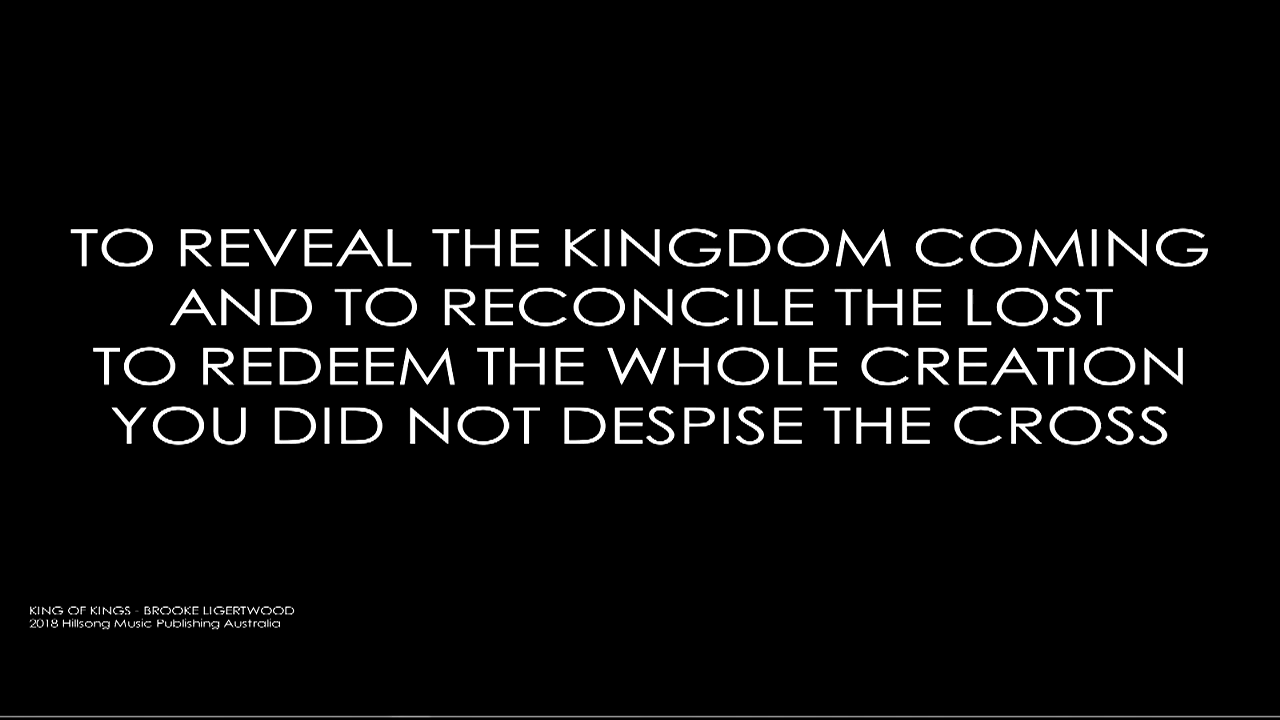 TO REVEAL THE KINGDOM COMING
AND TO RECONCILE THE LOST
TO REDEEM THE WHOLE CREATION
YOU DID NOT DESPISE THE CROSS
KING OF KINGS - BROOKE LIGERTWOOD
2018 Hillsong Music Publishing Australia